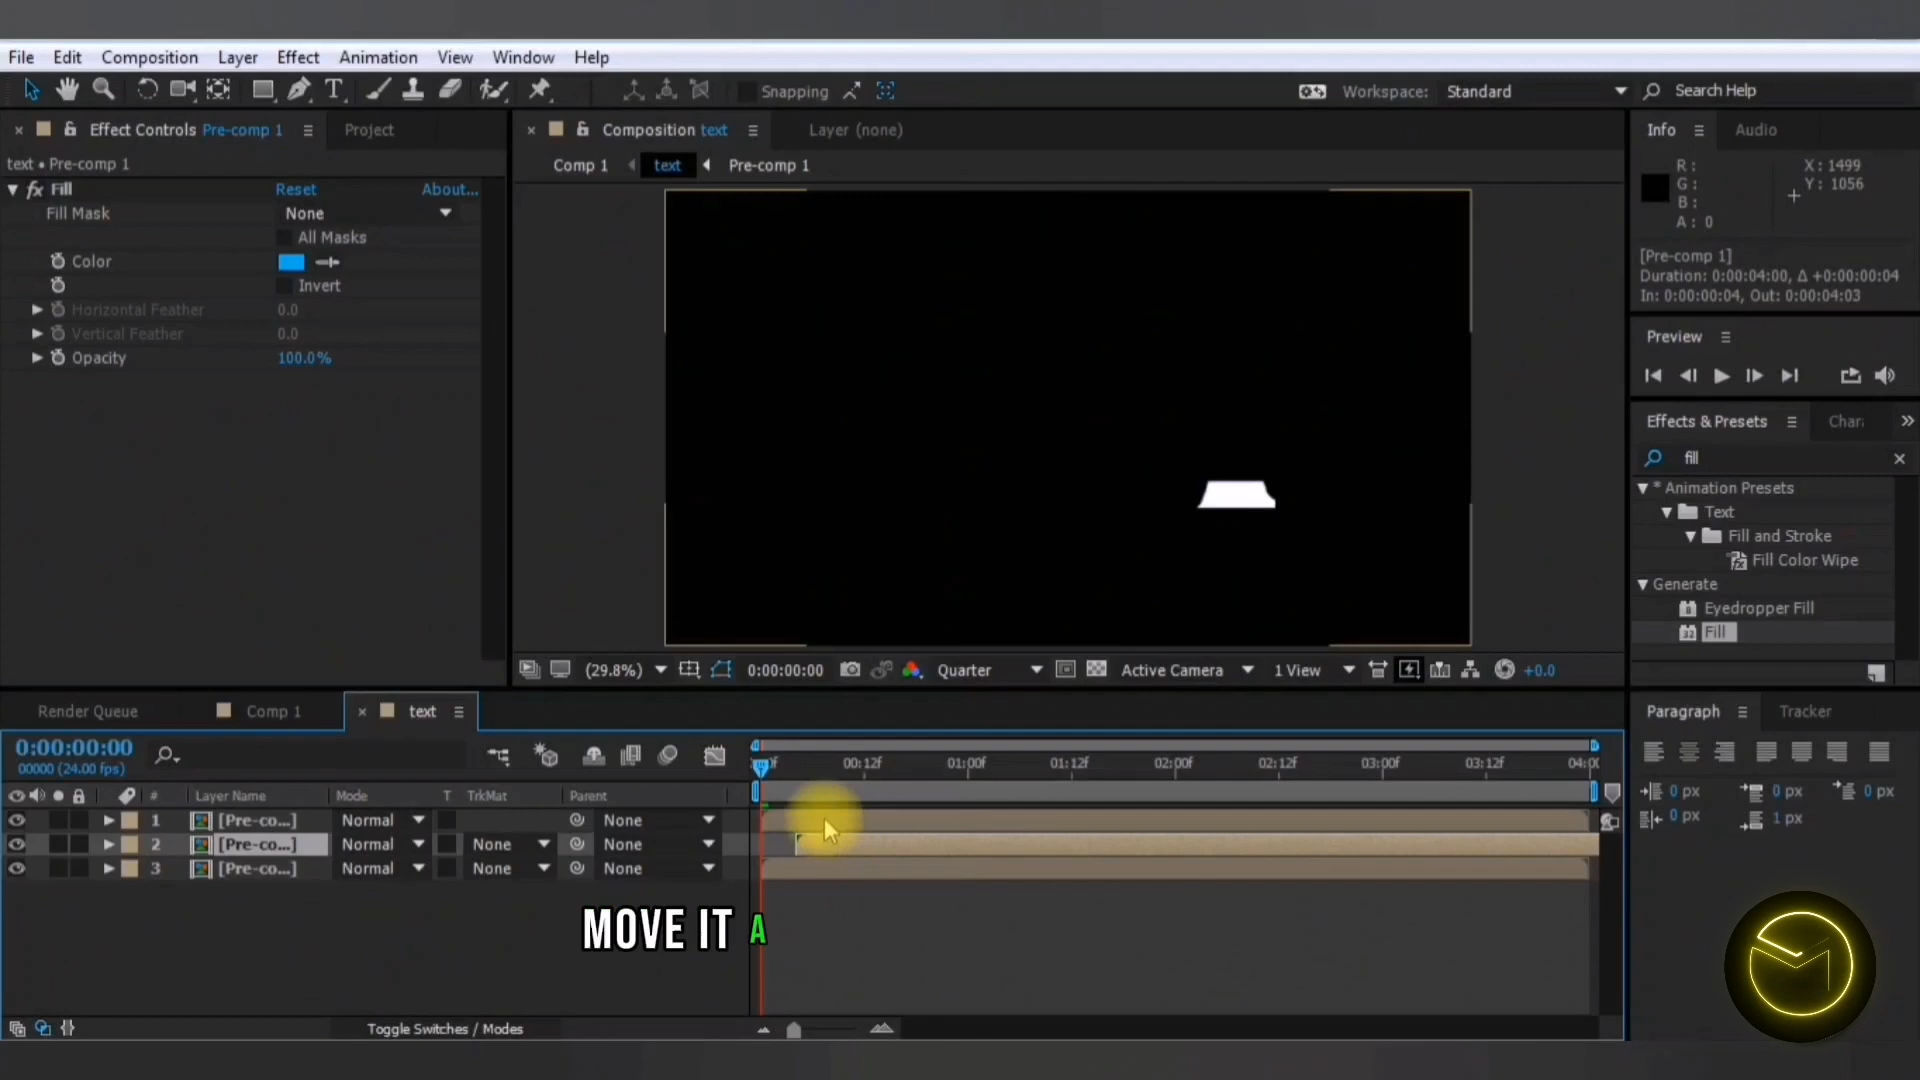 File Edit Composition Layer Effect Animation View Window Help
Snapping Workspace: Standard Search Help
Effect Controls Pre-comp 1 Project
Composition text Layer (none)
Info Audio
text • Pre-comp 1
Comp 1 text Pre-comp 1
R: X: 1499
G: Y: 1056
B:
A: 0
fx Fill Reset About...
Fill Mask None
All Masks
Color
Invert
Horizontal Feather 0.0
Vertical Feather 0.0
Opacity 100.0%
[Pre-comp 1]
Duration: 0:00:04:00, Δ +0:00:00:04
In: 0:00:00:04, Out: 0:00:04:03
Preview
Effects & Presets
fill
* Animation Presets
Text
Fill and Stroke
Fill Color Wipe
Generate
Eyedropper Fill
Fill
(29.8%) 0:00:00:00 Quarter Active Camera 1 View +0.0
Render Queue Comp 1 text
Paragraph Tracker
0:00:00:00
00000 (24.00 fps)
00:12f 01:00f 01:12f 02:00f 02:12f 03:00f 03:12f
# Layer Name Mode T TrkMat Parent
1 [Pre-co...] Normal None
2 [Pre-co...] Normal None None
3 [Pre-co...] Normal None None
0 px 0 px 0 px
0 px 1 px
MOVE IT A
Toggle Switches / Modes